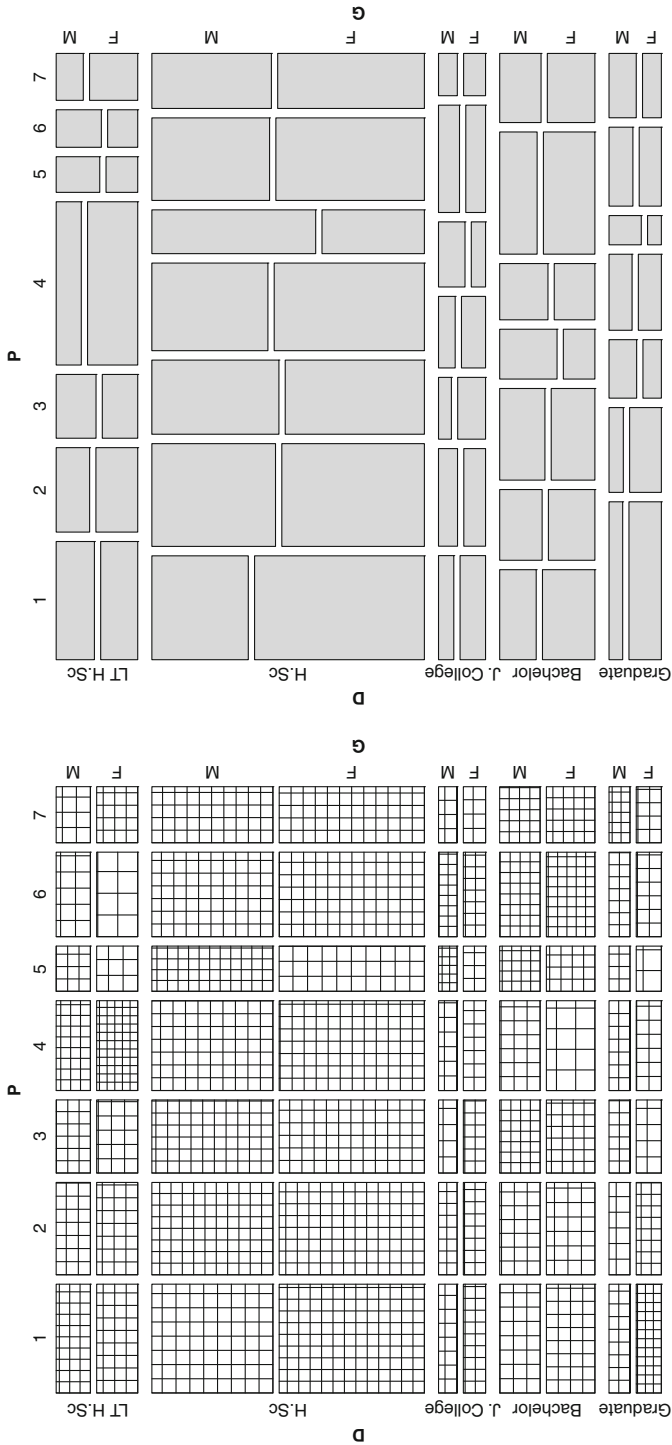 P
1 2 3 4 5 6 7
LT H.Sc
H.Sc
J. College
Bachelor
Graduate
D
M
F
M
F
M
F
M
F
M
F
G
P
1 2 3 4 5 6 7
LT H.Sc
H.Sc
J. College
Bachelor
Graduate
D
M
F
M
F
M
F
M
F
M
F
G